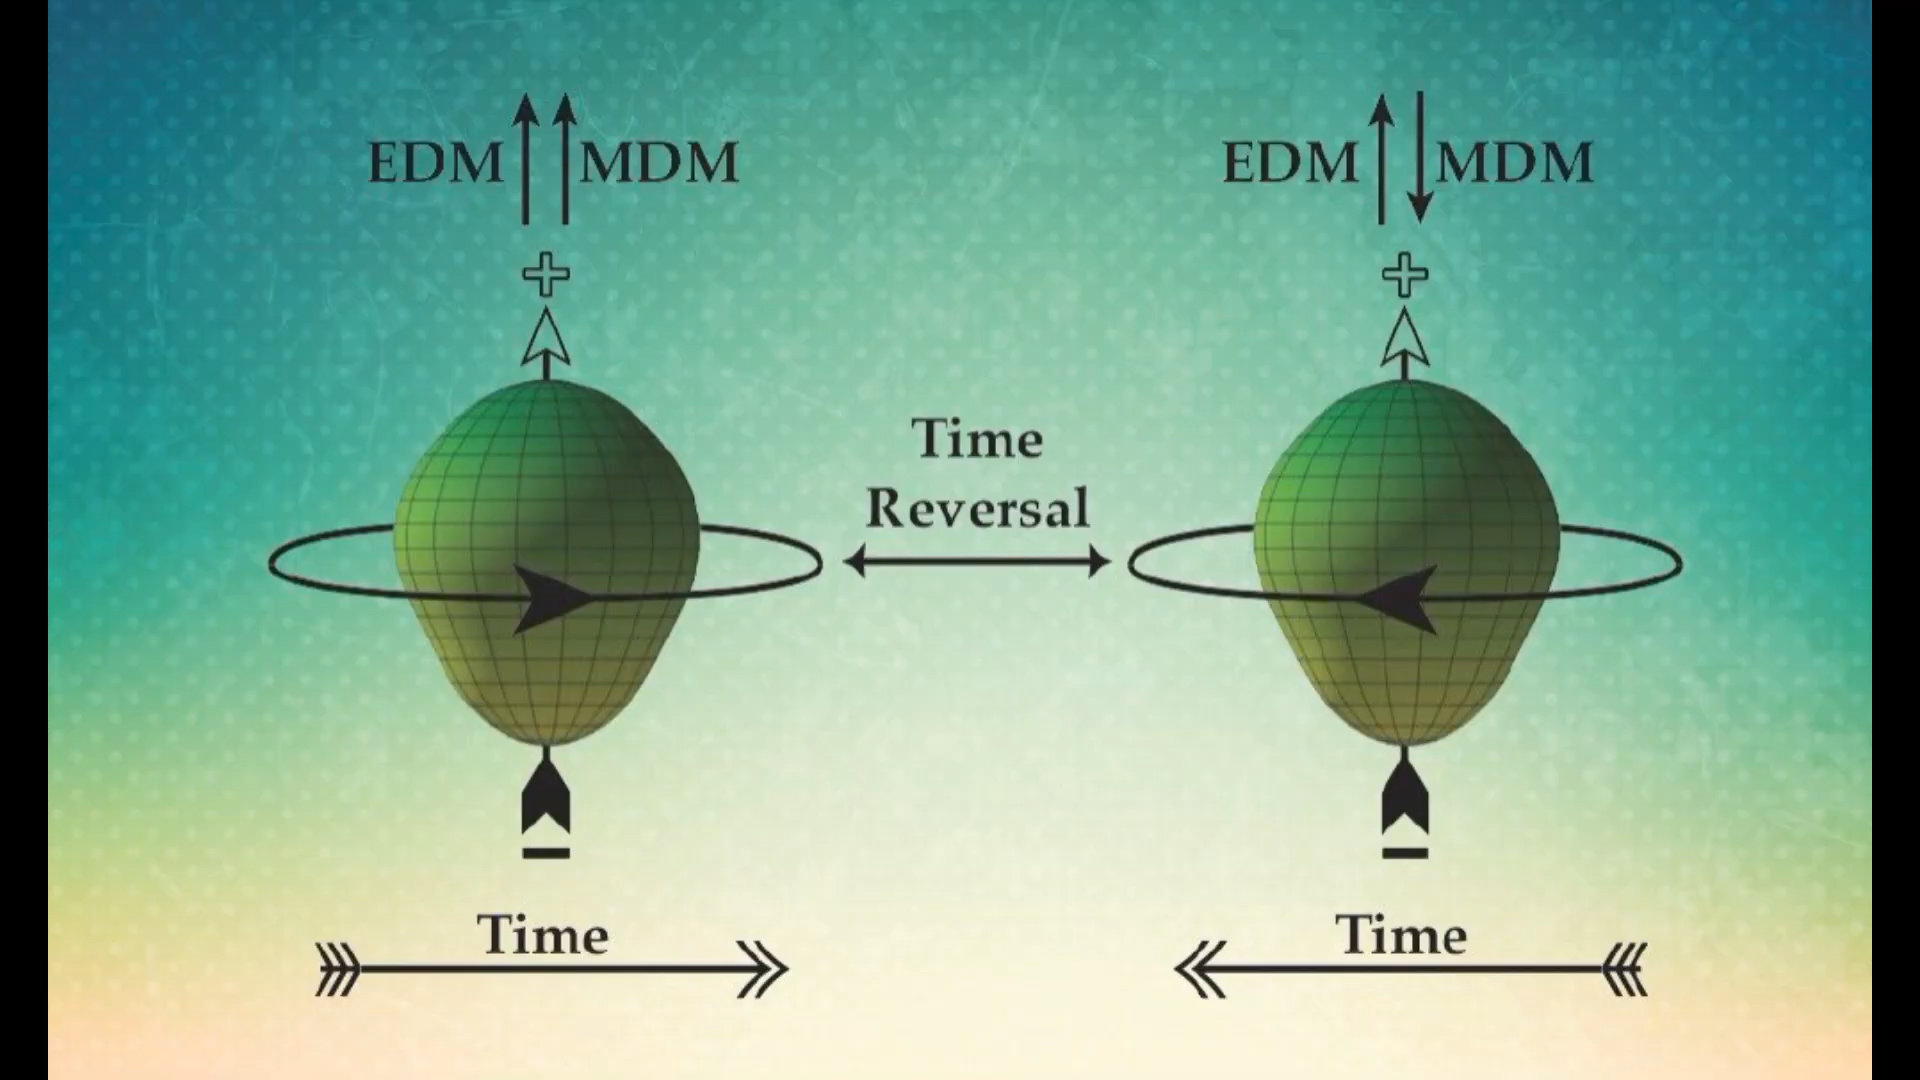 EDM MDM
EDM MDM
+
+
Time
Reversal
–
–
Time
Time